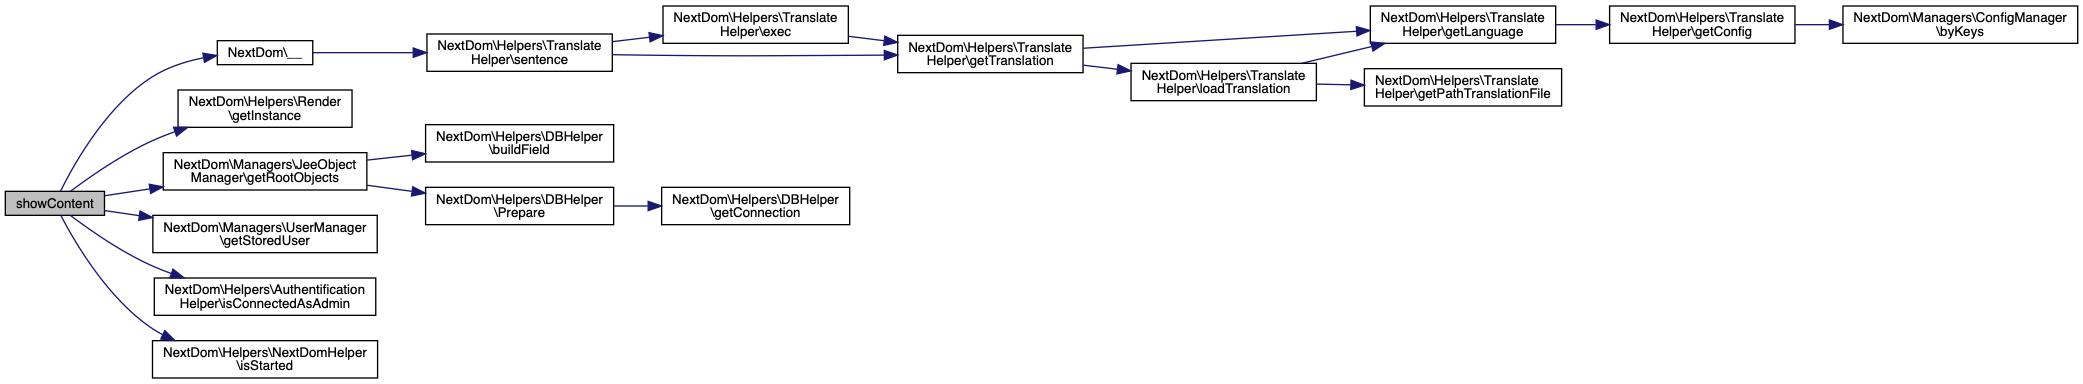 showContent
NextDom\__
NextDom\Helpers\Render
\getInstance
NextDom\Managers\JeeObject
Manager\getRootObjects
NextDom\Managers\UserManager
\getStoredUser
NextDom\Helpers\Authentification
Helper\isConnectedAsAdmin
NextDom\Helpers\NextDomHelper
\isStarted
NextDom\Helpers\Translate
Helper\sentence
NextDom\Helpers\DBHelper
\buildField
NextDom\Helpers\DBHelper
\Prepare
NextDom\Helpers\Translate
Helper\exec
NextDom\Helpers\DBHelper
\getConnection
NextDom\Helpers\Translate
Helper\getTranslation
NextDom\Helpers\Translate
Helper\loadTranslation
NextDom\Helpers\Translate
Helper\getLanguage
NextDom\Helpers\Translate
Helper\getPathTranslationFile
NextDom\Helpers\Translate
Helper\getConfig
NextDom\Managers\ConfigManager
\byKeys